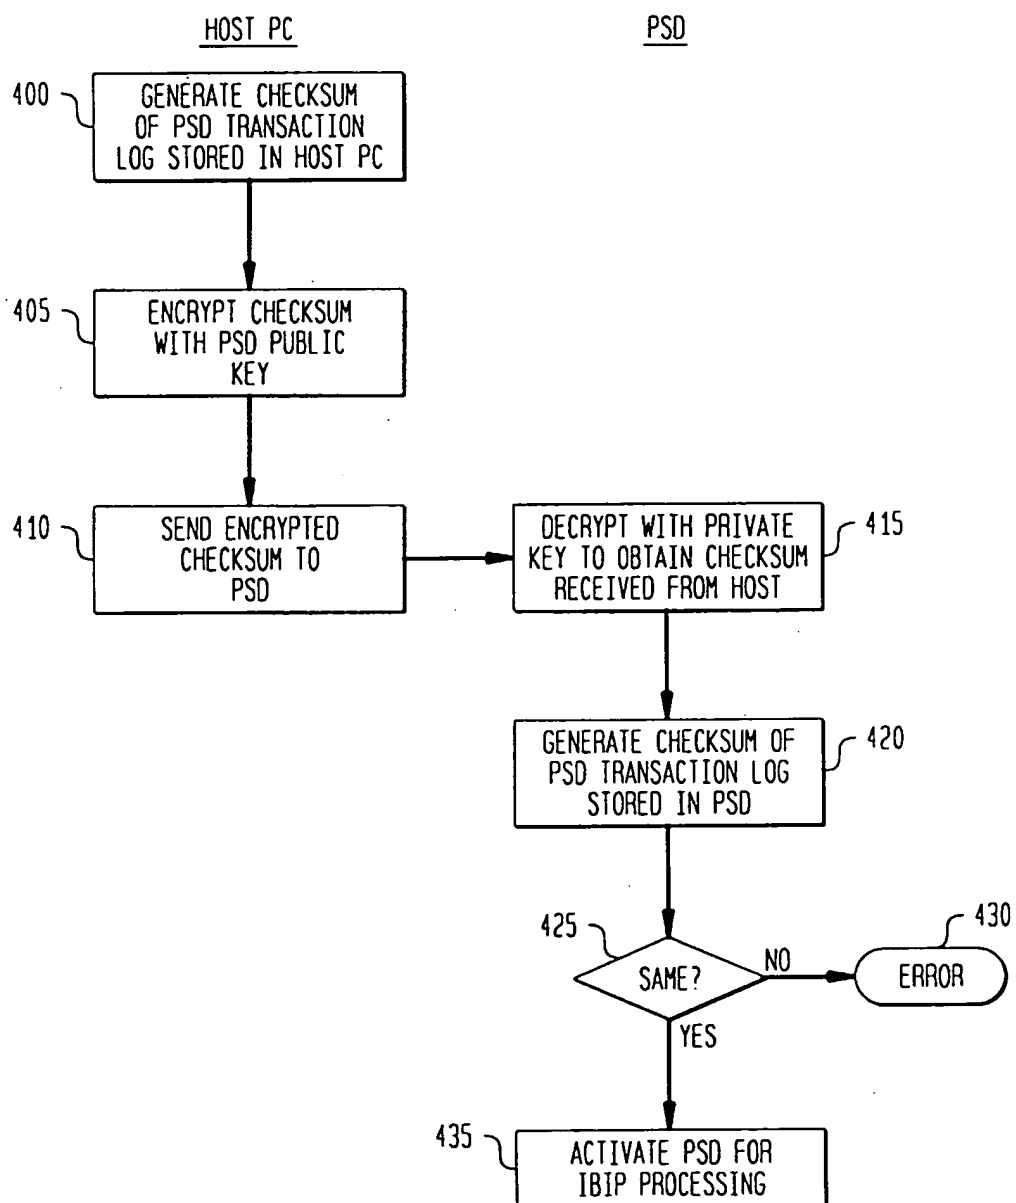 HOST PC
PSD
400
GENERATE CHECKSUM
OF PSD TRANSACTION
LOG STORED IN HOST PC
405
ENCRYPT CHECKSUM
WITH PSD PUBLIC
KEY
410
SEND ENCRYPTED
CHECKSUM TO
PSD
DECRYPT WITH PRIVATE
KEY TO OBTAIN CHECKSUM
RECEIVED FROM HOST
415
GENERATE CHECKSUM OF
PSD TRANSACTION LOG
STORED IN PSD
420
425
SAME?
NO
430
ERROR
YES
435
ACTIVATE PSD FOR
IBIP PROCESSING